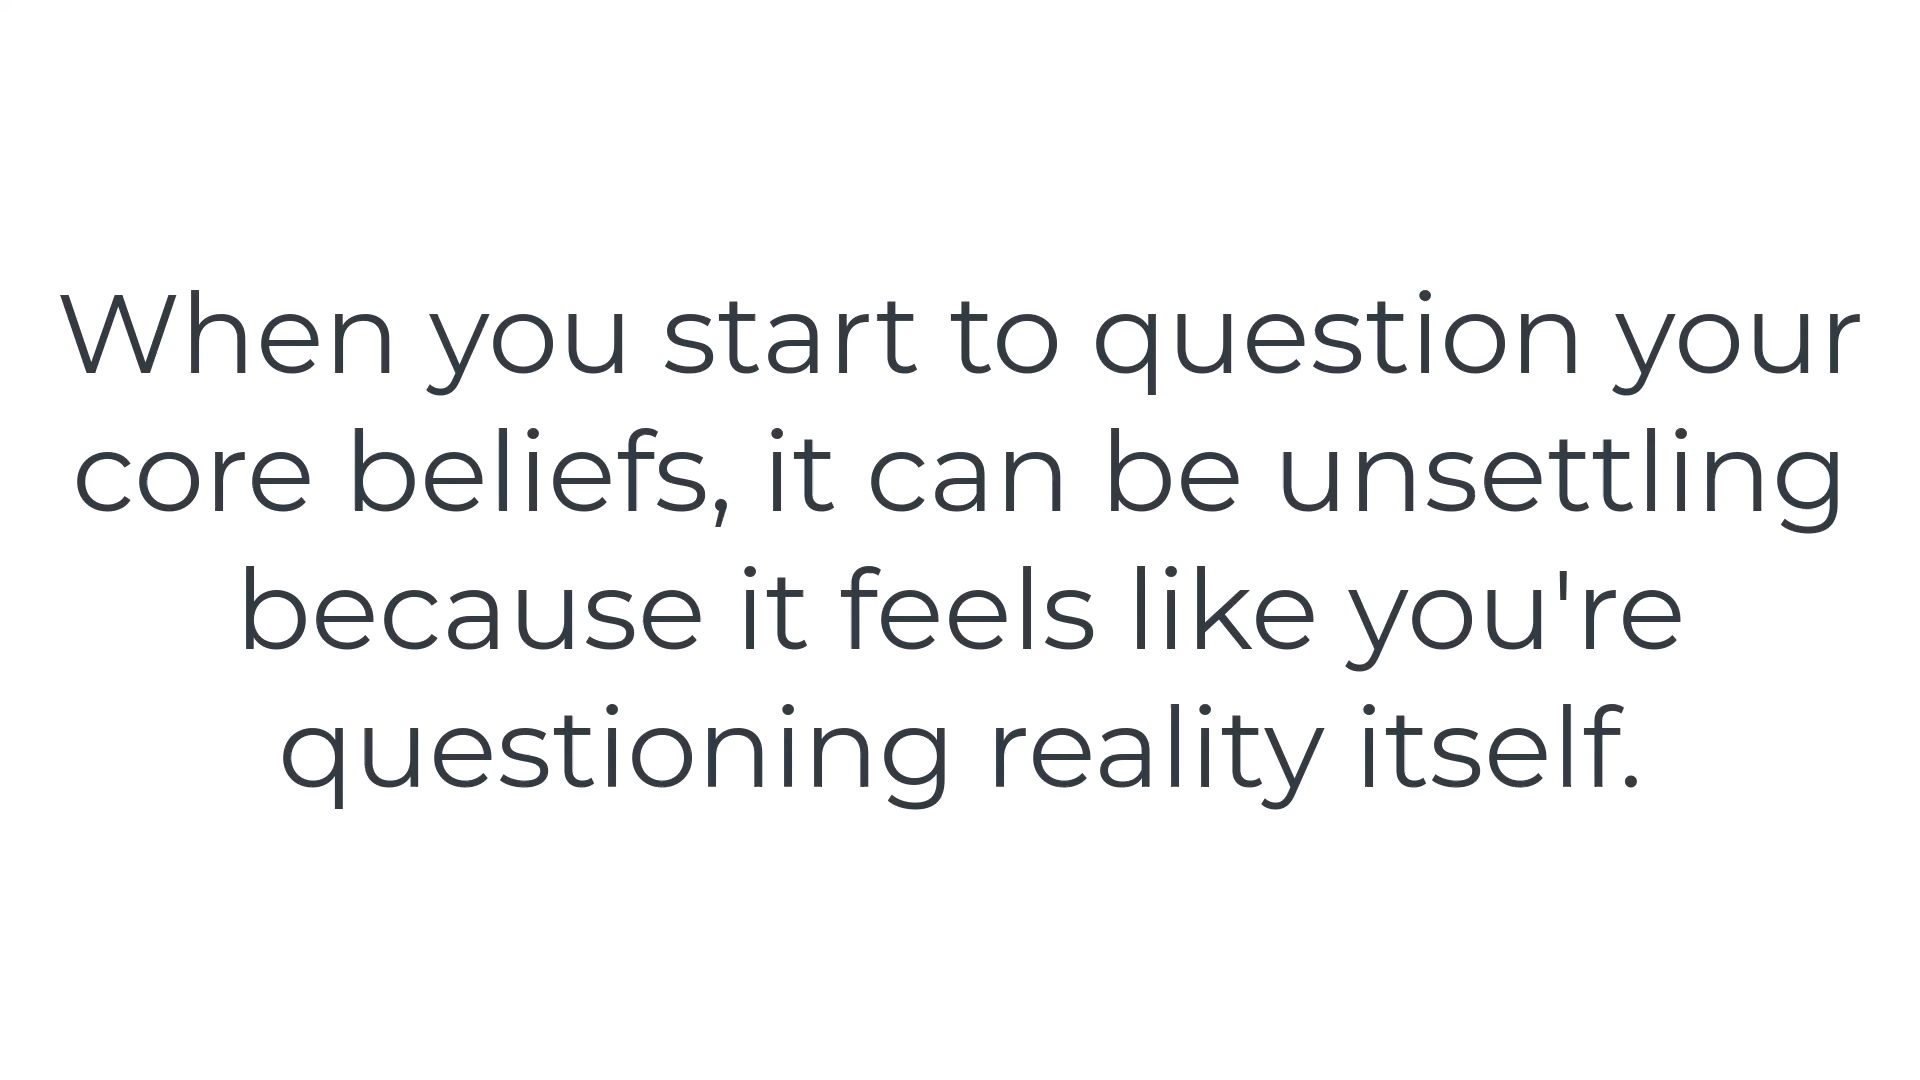 When you start to question your
core beliefs, it can be unsettling
because it feels like you're
questioning reality itself.